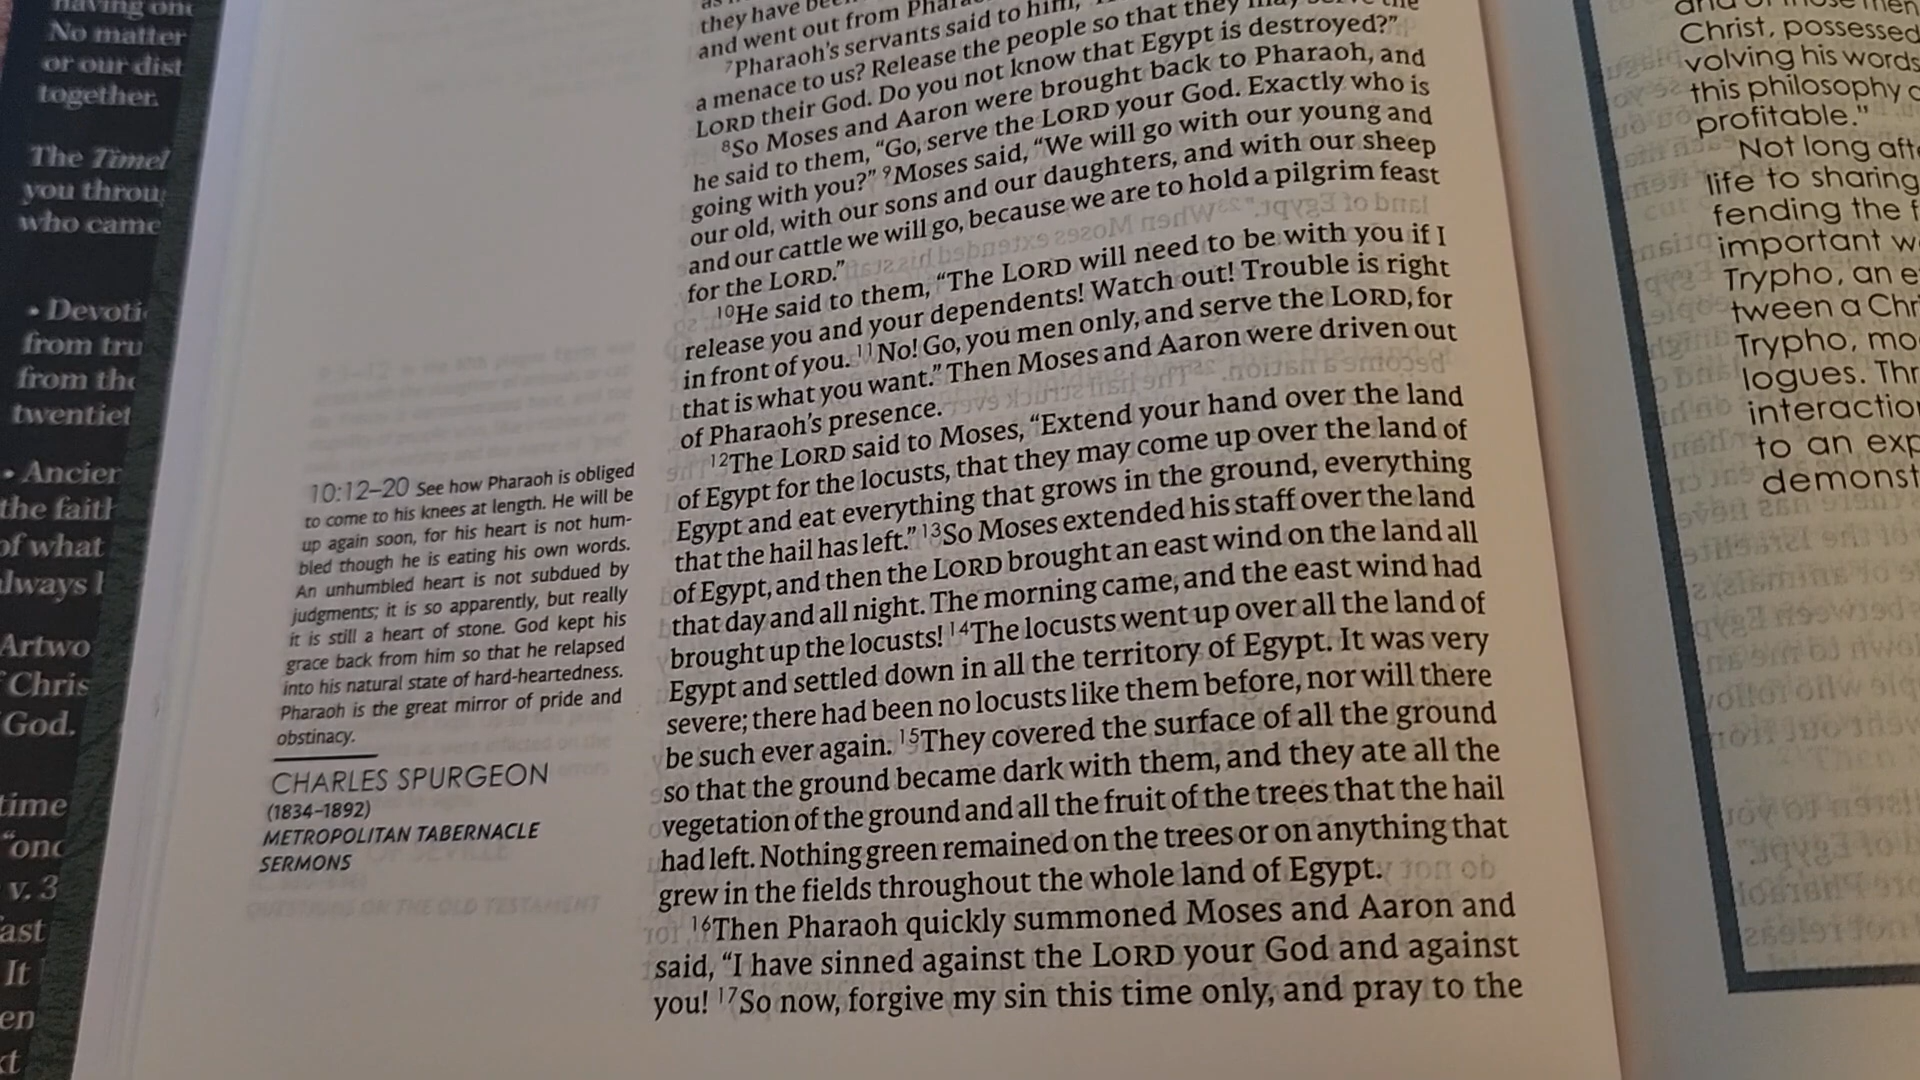 having one
No matter
or our dist
together.
The Timel
you throu
who came
• Devoti
from tru
from the
twentiet
• Ancier
the faith
of what
always l
Artwo
Chris
God.
time
"one
v. 3
It
10:12–20 See how Pharaoh is obliged
to come to his knees at length. He will be
up again soon, for his heart is not hum-
bled though he is eating his own words.
An unhumbled heart is not subdued by
judgments; it is so apparently, but really
it is still a heart of stone. God kept his
grace back from him so that he relapsed
into his natural state of hard-heartedness.
Pharaoh is the great mirror of pride and
obstinacy.
CHARLES SPURGEON
(1834–1892)
METROPOLITAN TABERNACLE
SERMONS
they have
and went out from
⁷Pharaoh's servants said to him,
a menace to us? Release the people so that they may serve the
LORD their God. Do you not know that Egypt is destroyed?"
⁸So Moses and Aaron were brought back to Pharaoh, and
he said to them, "Go, serve the LORD your God. Exactly who is
going with you?" ⁹Moses said, "We will go with our young and
our old, with our sons and our daughters, and with our sheep
and our cattle we will go, because we are to hold a pilgrim feast
for the LORD."
¹⁰He said to them, "The LORD will need to be with you if I
release you and your dependents! Watch out! Trouble is right
in front of you. ¹¹No! Go, you men only, and serve the LORD, for
that is what you want." Then Moses and Aaron were driven out
of Pharaoh's presence.
¹²The LORD said to Moses, "Extend your hand over the land
of Egypt for the locusts, that they may come up over the land of
Egypt and eat everything that grows in the ground, everything
that the hail has left." ¹³So Moses extended his staff over the land
of Egypt, and then the LORD brought an east wind on the land all
that day and all night. The morning came, and the east wind had
brought up the locusts! ¹⁴The locusts went up over all the land of
Egypt and settled down in all the territory of Egypt. It was very
severe; there had been no locusts like them before, nor will there
be such ever again. ¹⁵They covered the surface of all the ground
so that the ground became dark with them, and they ate all the
vegetation of the ground and all the fruit of the trees that the hail
had left. Nothing green remained on the trees or on anything that
grew in the fields throughout the whole land of Egypt.
¹⁶Then Pharaoh quickly summoned Moses and Aaron and
said, "I have sinned against the LORD your God and against
you! ¹⁷So now, forgive my sin this time only, and pray to the
Christ, possessed
volving his words
this philosophy
profitable."
Not long aft
life to sharing
fending the f
important w
Trypho, an e
tween a Chr
Trypho, mo
logues. Thr
interactio
to an exp
demonst